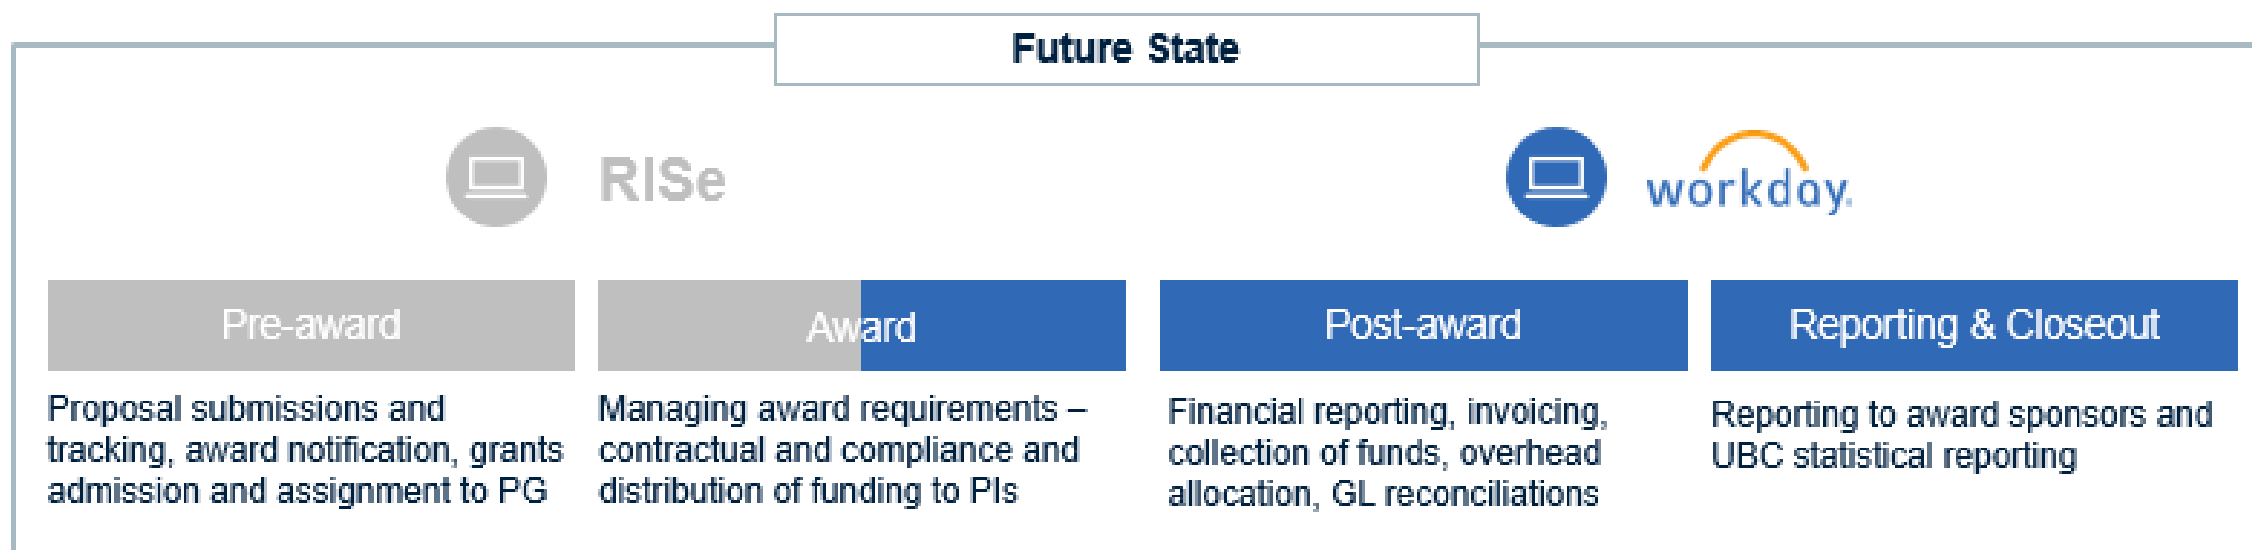 Future State
RISe
workday.
Pre-award
Award
Post-award
Reporting & Closeout
Proposal submissions and
tracking, award notification, grants
admission and assignment to PG
Managing award requirements –
contractual and compliance and
distribution of funding to PIs
Financial reporting, invoicing,
collection of funds, overhead
allocation, GL reconciliations
Reporting to award sponsors and
UBC statistical reporting